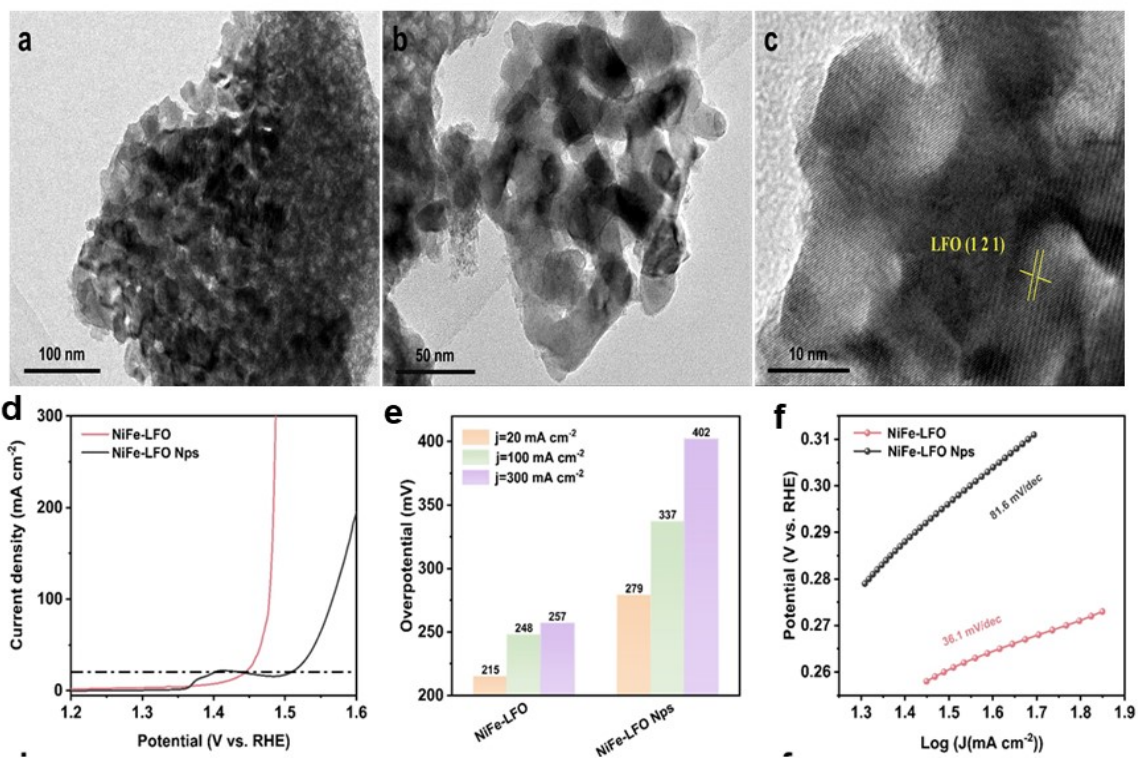 a
100 nm
b
50 nm
c
LFO (1 2 1)
10 nm
d
300
200
100
0
NiFe-LFO
NiFe-LFO Nps
1.2 1.3 1.4 1.5 1.6
Current density (mA cm⁻²)
Potential (V vs. RHE)
e
400
350
300
250
200
j=20 mA cm⁻²
j=100 mA cm⁻²
j=300 mA cm⁻²
215
248
257
279
337
402
NiFe-LFO
NiFe-LFO Nps
Overpotential (mV)
f
0.31
0.30
0.29
0.28
0.27
0.26
NiFe-LFO
NiFe-LFO Nps
81.6 mV/dec
36.1 mV/dec
1.3 1.4 1.5 1.6 1.7 1.8 1.9
Potential (V vs. RHE)
Log (J(mA cm⁻²))